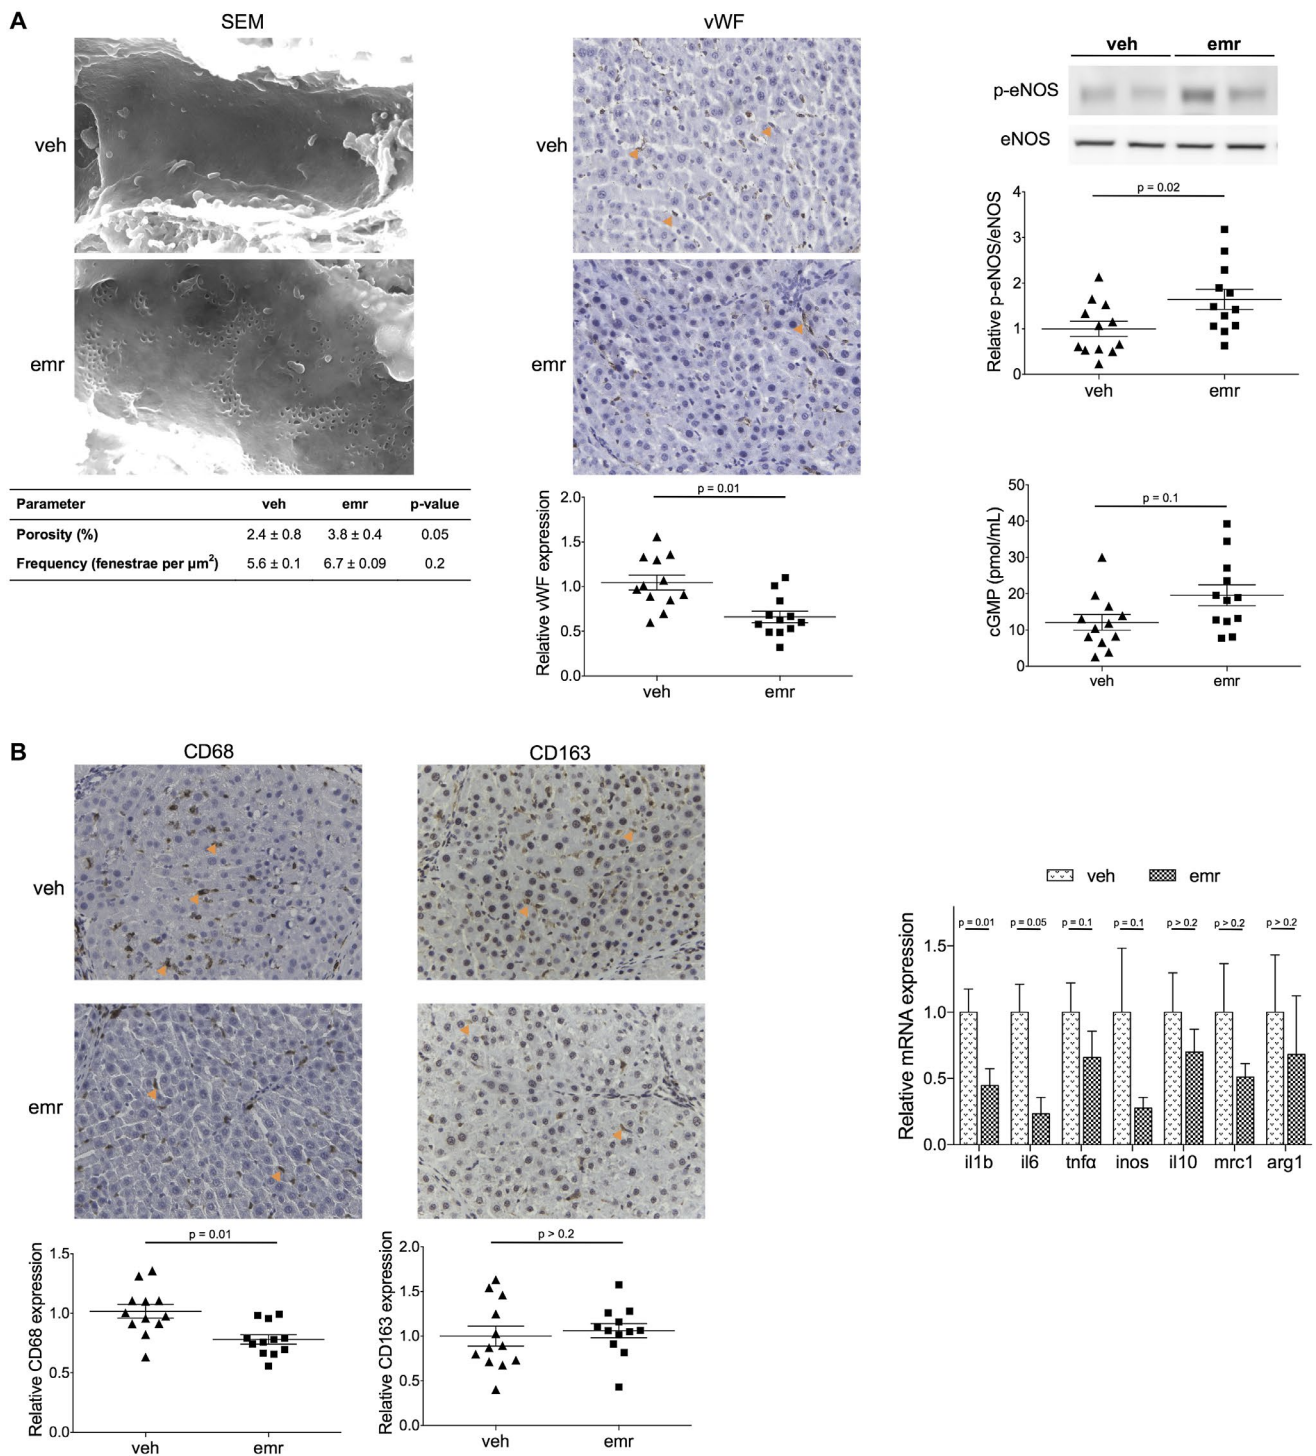 A
SEM
vWF
veh
emr
p-eNOS
eNOS
veh
emr
veh
emr
Parameter veh emr p-value
Porosity (%) 2.4 ± 0.8 3.8 ± 0.4 0.05
Frequency (fenestrae per µm²) 5.6 ± 0.1 6.7 ± 0.09 0.2
veh
emr
Relative vWF expression
2.0
1.5
1.0
0.5
0.0
p = 0.01
veh
emr
Relative p-eNOS/eNOS
4
3
2
1
0
p = 0.02
veh
emr
cGMP (pmol/mL)
50
40
30
20
10
0
p = 0.1
veh
emr
B
CD68
CD163
veh
emr
Relative CD68 expression
1.5
1.0
0.5
0.0
p = 0.01
veh
emr
Relative CD163 expression
2.0
1.5
1.0
0.5
0.0
p > 0.2
veh
emr
veh
emr
Relative mRNA expression
1.5
1.0
0.5
0.0
p = 0.01
p = 0.05
p = 0.1
p = 0.1
p > 0.2
p > 0.2
p > 0.2
il1b
il6
tnfα
inos
il10
mrc1
arg1